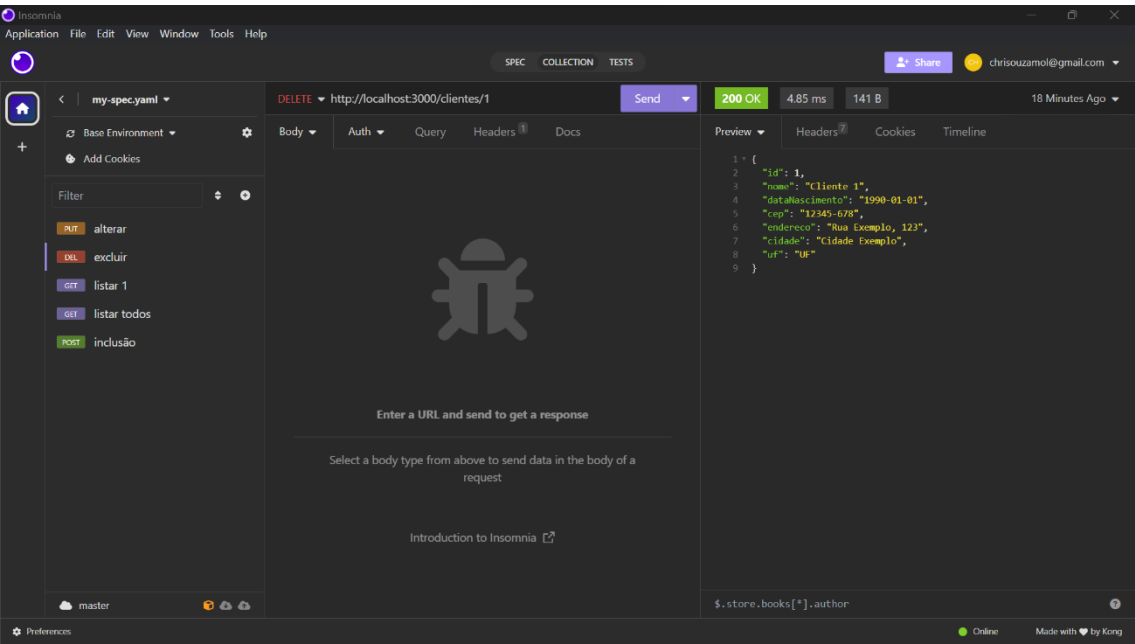 Insomnia
Application File Edit View Window Tools Help
SPEC COLLECTION TESTS
Share
CH
chrisouzamol@gmail.com
my-spec.yaml
DELETE http://localhost:3000/clientes/1 Send
200 OK 4.85 ms 141 B 18 Minutes Ago
Base Environment
Add Cookies
Body Auth Query Headers 1 Docs
Preview Headers 7 Cookies Timeline
Filter
PUT alterar
DEL excluir
GET listar 1
GET listar todos
POST inclusão
Enter a URL and send to get a response
Select a body type from above to send data in the body of a
request
Introduction to Insomnia
1 {
2 "id": 1,
3 "nome": "Cliente 1",
4 "dataNascimento": "1990-01-01",
5 "cep": "12345-678",
6 "endereco": "Rua Exemplo, 123",
7 "cidade": "Cidade Exemplo",
8 "uf": "UF"
9 }
master
$.store.books[*].author
Preferences
Online Made with ♥ by Kong